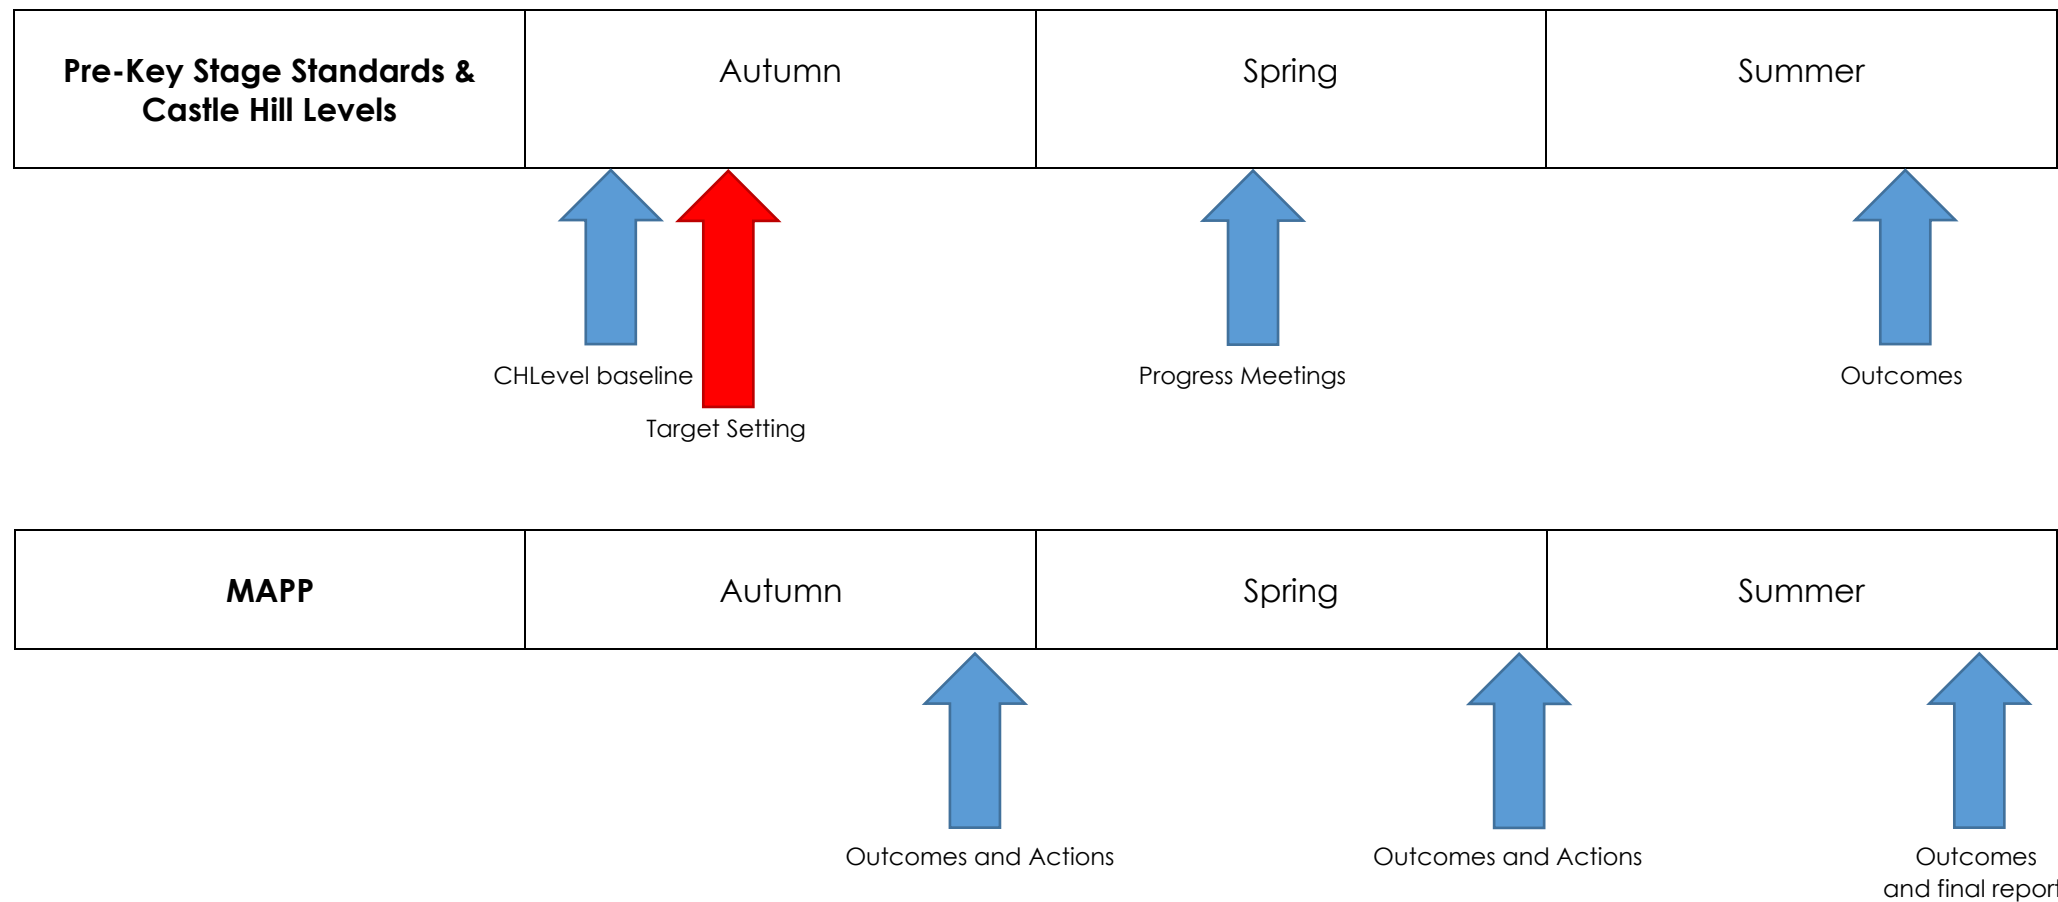 Pre-Key Stage Standards &
Castle Hill Levels
Autumn
Spring
Summer
CHLevel baseline
Target Setting
Progress Meetings
Outcomes
MAPP
Autumn
Spring
Summer
Outcomes and Actions
Outcomes and Actions
Outcomes
and final report